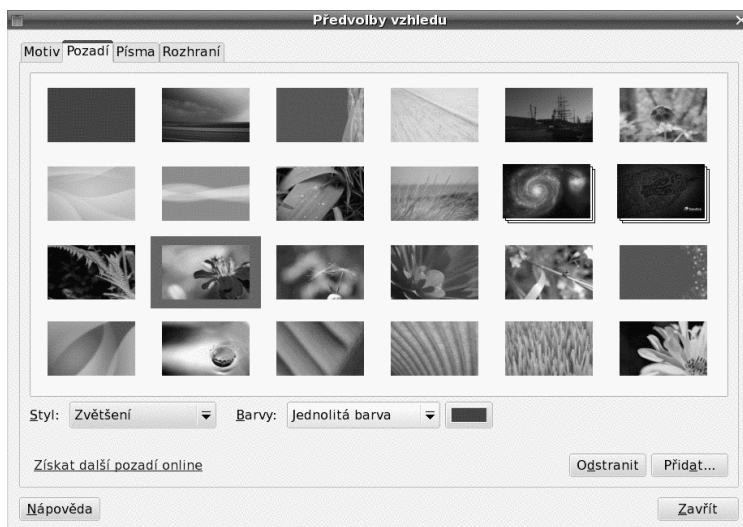 Předvolby vzhledu
Motiv Pozadí Písma Rozhraní
Styl: Zvětšení Barvy: Jednolitá barva
Získat další pozadí online Odstranit Přidat...
Nápověda Zavřít